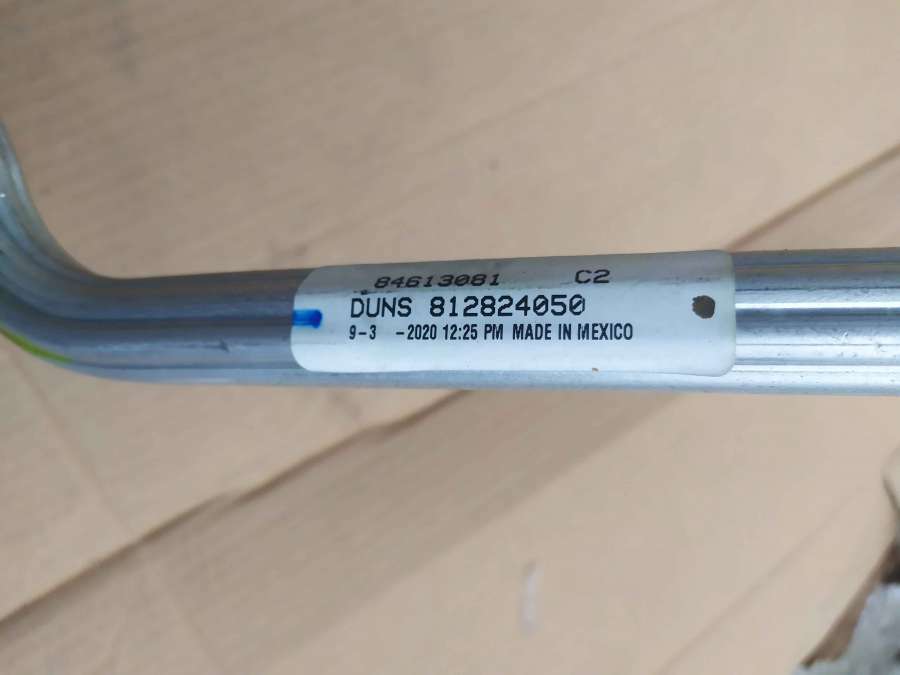 84613081 C2
DUNS 812824050
9-3 -2020 12:25 PM MADE IN MEXICO